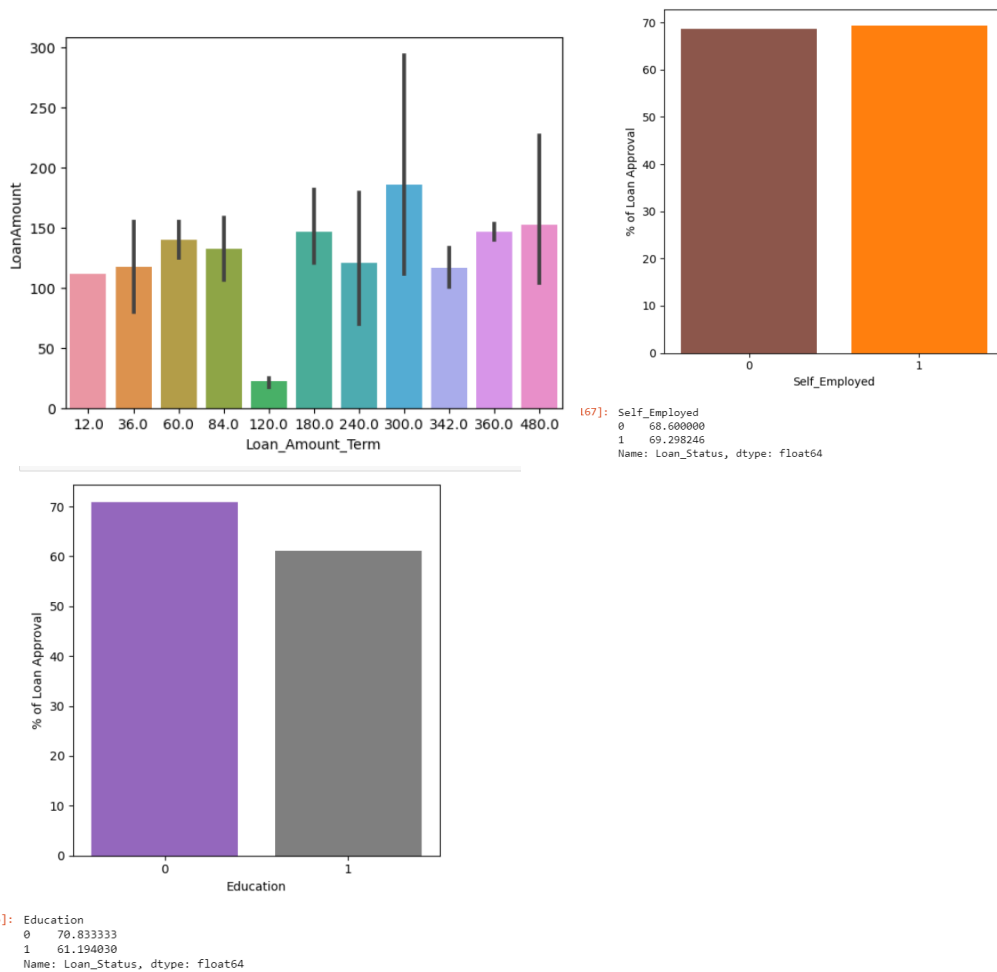 300
250
200
150
100
50
0
LoanAmount
12.0 36.0 60.0 84.0 120.0 180.0 240.0 300.0 342.0 360.0 480.0
Loan_Amount_Term
70
60
50
40
30
20
10
0
% of Loan Approval
0 1
Self_Employed
167]: Self_Employed
0 68.600000
1 69.298246
Name: Loan_Status, dtype: float64
70
60
50
40
30
20
10
0
% of Loan Approval
0 1
Education
]: Education
0 70.833333
1 61.194030
Name: Loan_Status, dtype: float64